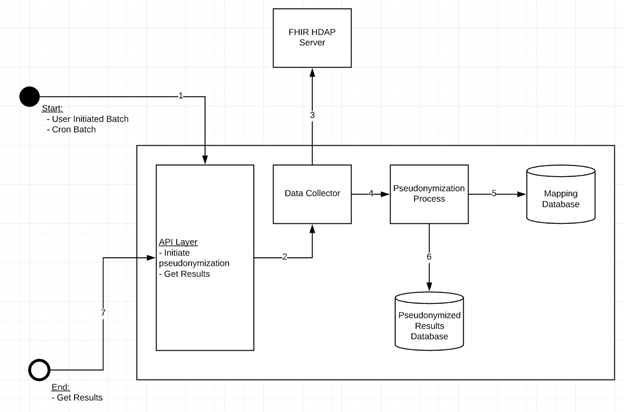 FHIR HDAP
Server
1
Start:
- User Initiated Batch
- Cron Batch
3
Data Collector
4
Pseudonymization
Process
5
Mapping
Database
API Layer
- Initiate
pseudonymization
- Get Results
2
6
7
Pseudonymized
Results
Database
End:
- Get Results